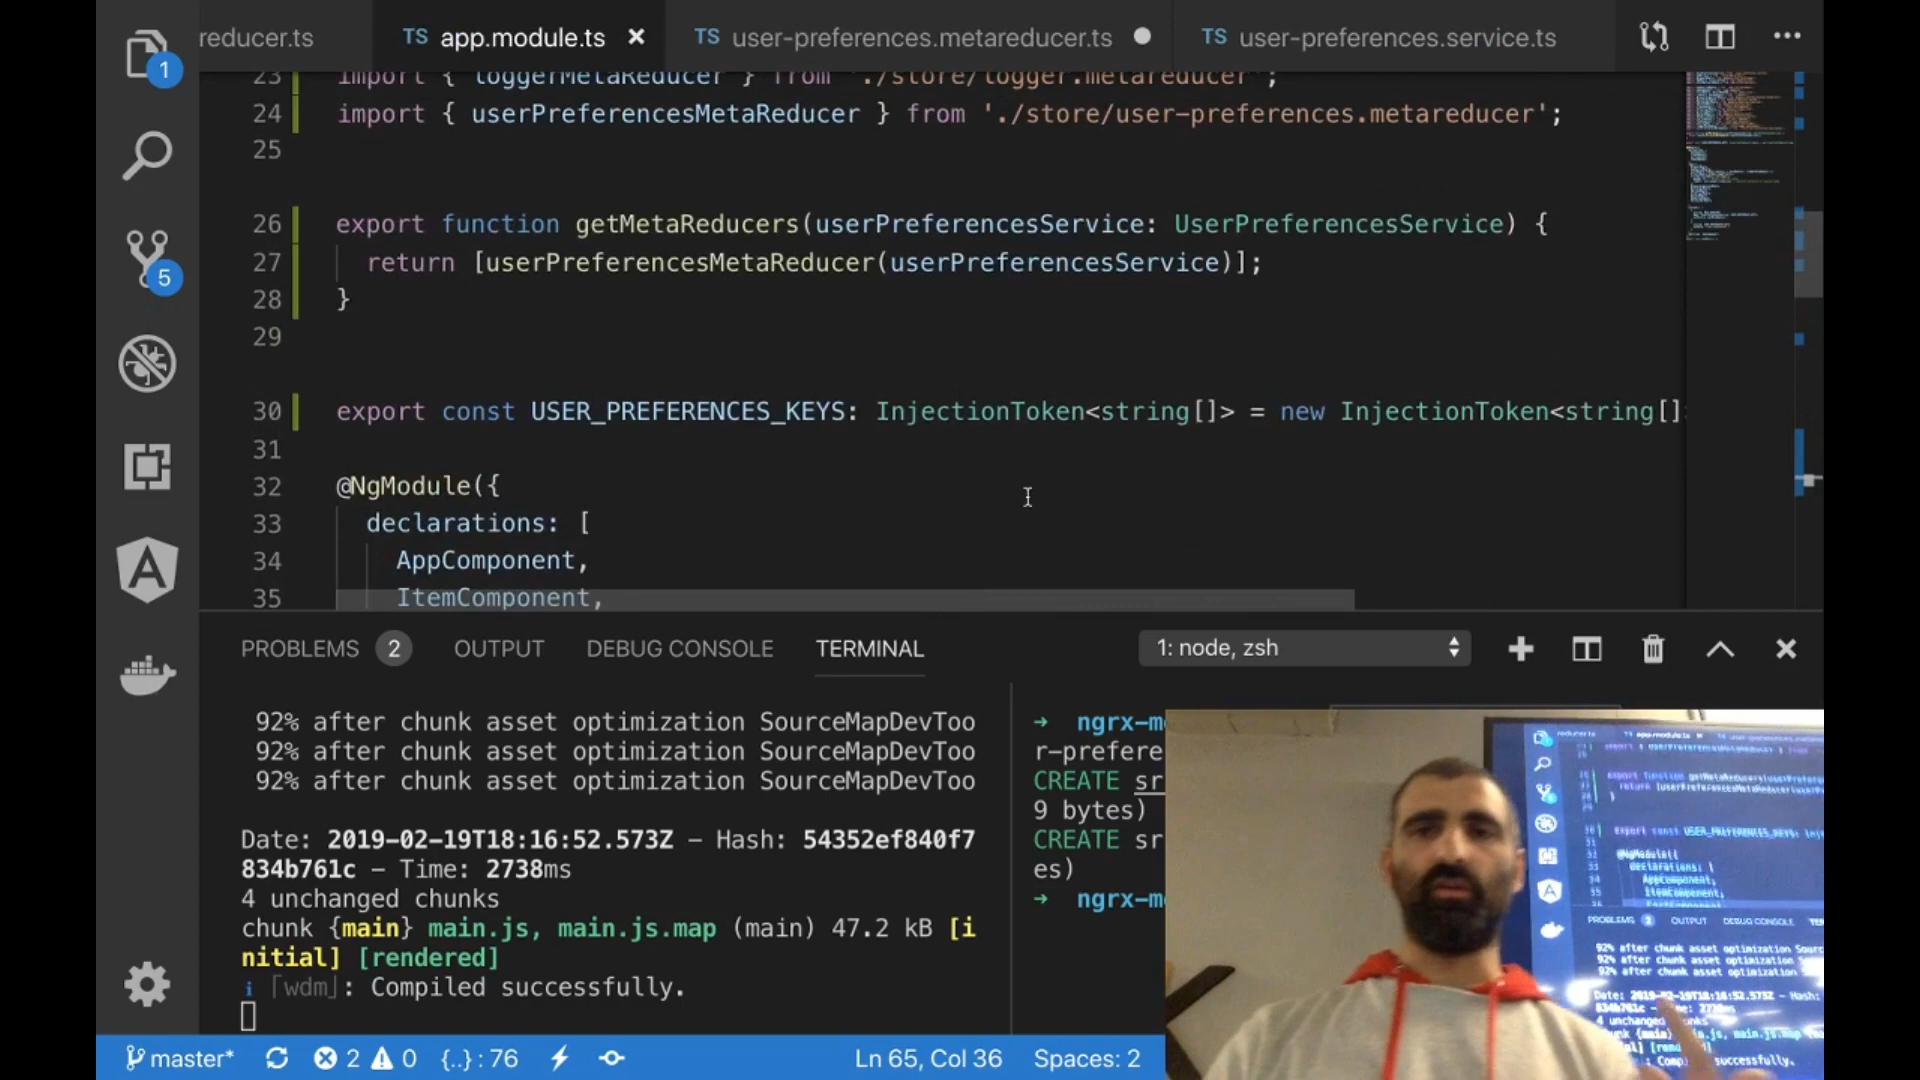 reducer.ts
TS app.module.ts
TS user-preferences.metareducer.ts
TS user-preferences.service.ts
1
5
23 import { loggerMetaReducer } from './store/logger.metareducer';
24 import { userPreferencesMetaReducer } from './store/user-preferences.metareducer';
25
26 export function getMetaReducers(userPreferencesService: UserPreferencesService) {
27 return [userPreferencesMetaReducer(userPreferencesService)];
28 }
29
30 export const USER_PREFERENCES_KEYS: InjectionToken<string[]> = new InjectionToken<string[]
31
32 @NgModule({
33 declarations: [
34 AppComponent,
35 ItemComponent,
PROBLEMS 2 OUTPUT DEBUG CONSOLE TERMINAL 1: node, zsh
92% after chunk asset optimization SourceMapDevToo
92% after chunk asset optimization SourceMapDevToo
92% after chunk asset optimization SourceMapDevToo
Date: 2019-02-19T18:16:52.573Z - Hash: 54352ef840f7
834b761c - Time: 2738ms
4 unchanged chunks
chunk {main} main.js, main.js.map (main) 47.2 kB [i
nitial] [rendered]
i ｢wdm｣: Compiled successfully.
→ ngrx-m
r-prefere
CREATE sr
9 bytes)
CREATE sr
es)
→ ngrx-m
master* 2 0 {..}: 76 Ln 65, Col 36 Spaces: 2